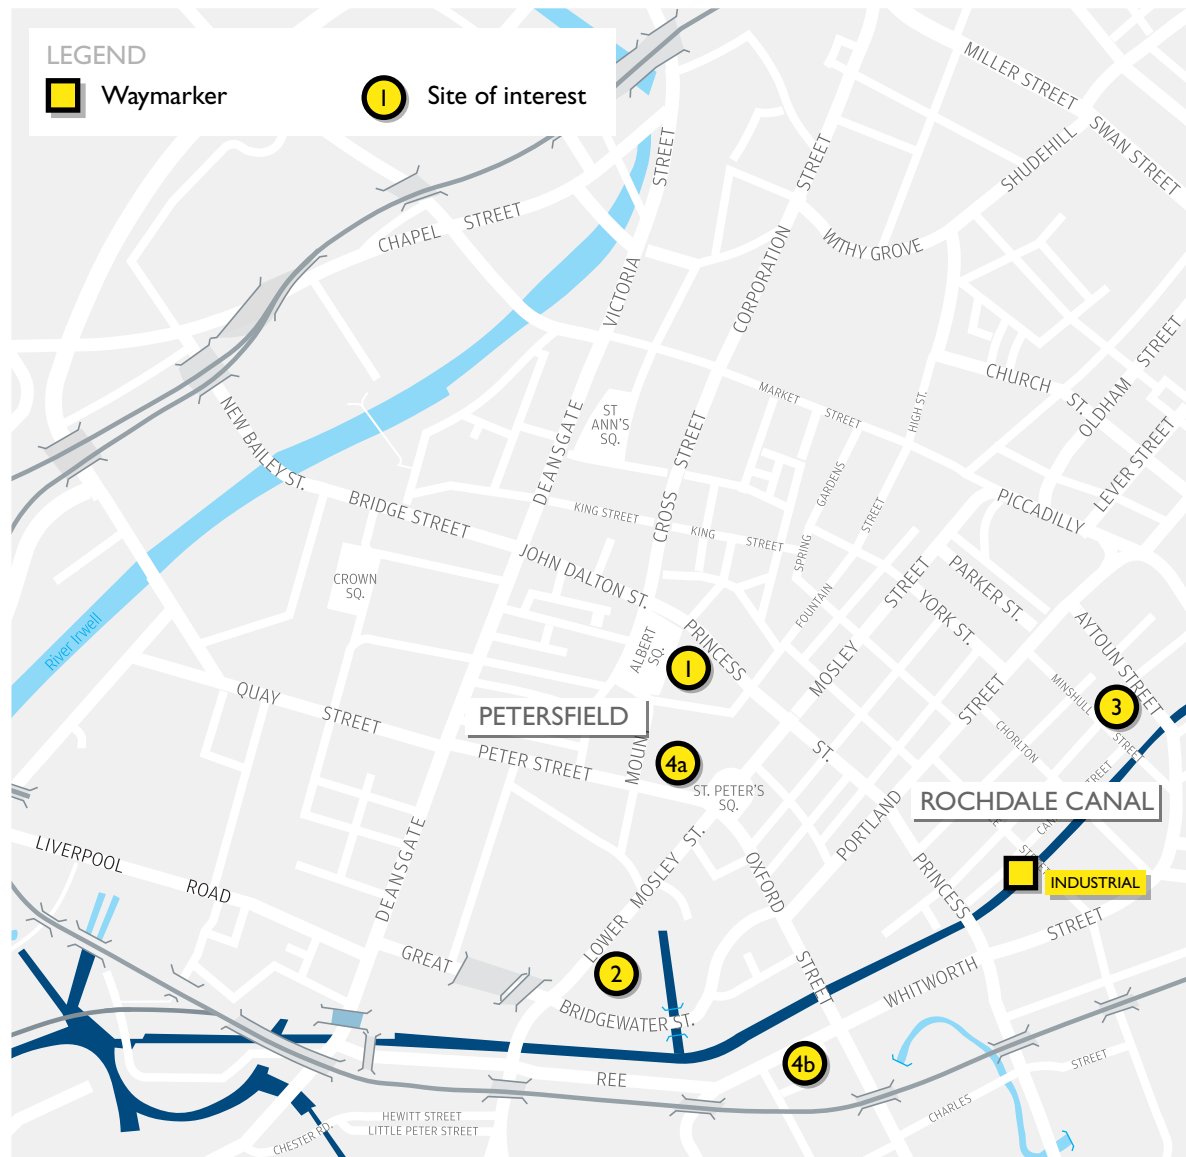 LEGEND
Waymarker
1 Site of interest
MILLER STREET
SWAN STREET
SHUDEHILL
STREET
STREET
CHAPEL STREET
WITHY GROVE
CORPORATION
VICTORIA
STREET
CHURCH
ST.
OLDHAM
MARKET
STREET
HIGH ST.
ST
ANN'S
SQ.
NEW BAILEY ST.
DEANSGATE
STREET
CROSS
LEVER STREET
BRIDGE STREET
KING STREET
KING
STREET
GARDENS
SPRING
STREET
FOUNTAIN
PICCADILLY
JOHN DALTON ST.
CROWN
SQ.
STREET
MOSLEY
PARKER ST.
YORK ST.
River Irwell
ALBERT
SQ.
PRINCESS
ST.
AYTOUN STREET
MINSHULL
STREET
1
3
QUAY
STREET
PETERSFIELD
PETER STREET
MOUN
4a
ST. PETER'S
SQ.
STREET
PORTLAND
CHORLTON
STREET
STREET
ROCHDALE CANAL
CAN
INDUSTRIAL
LIVERPOOL
ROAD
DEANSGATE
LOWER MOSLEY ST.
OXFORD
STREET
PRINCESS
STREET
WHITWORTH
GREAT
2
BRIDGEWATER ST.
REE
4b
STREET
CHARLES
HEWITT STREET
LITTLE PETER STREET
CHESTER RD.